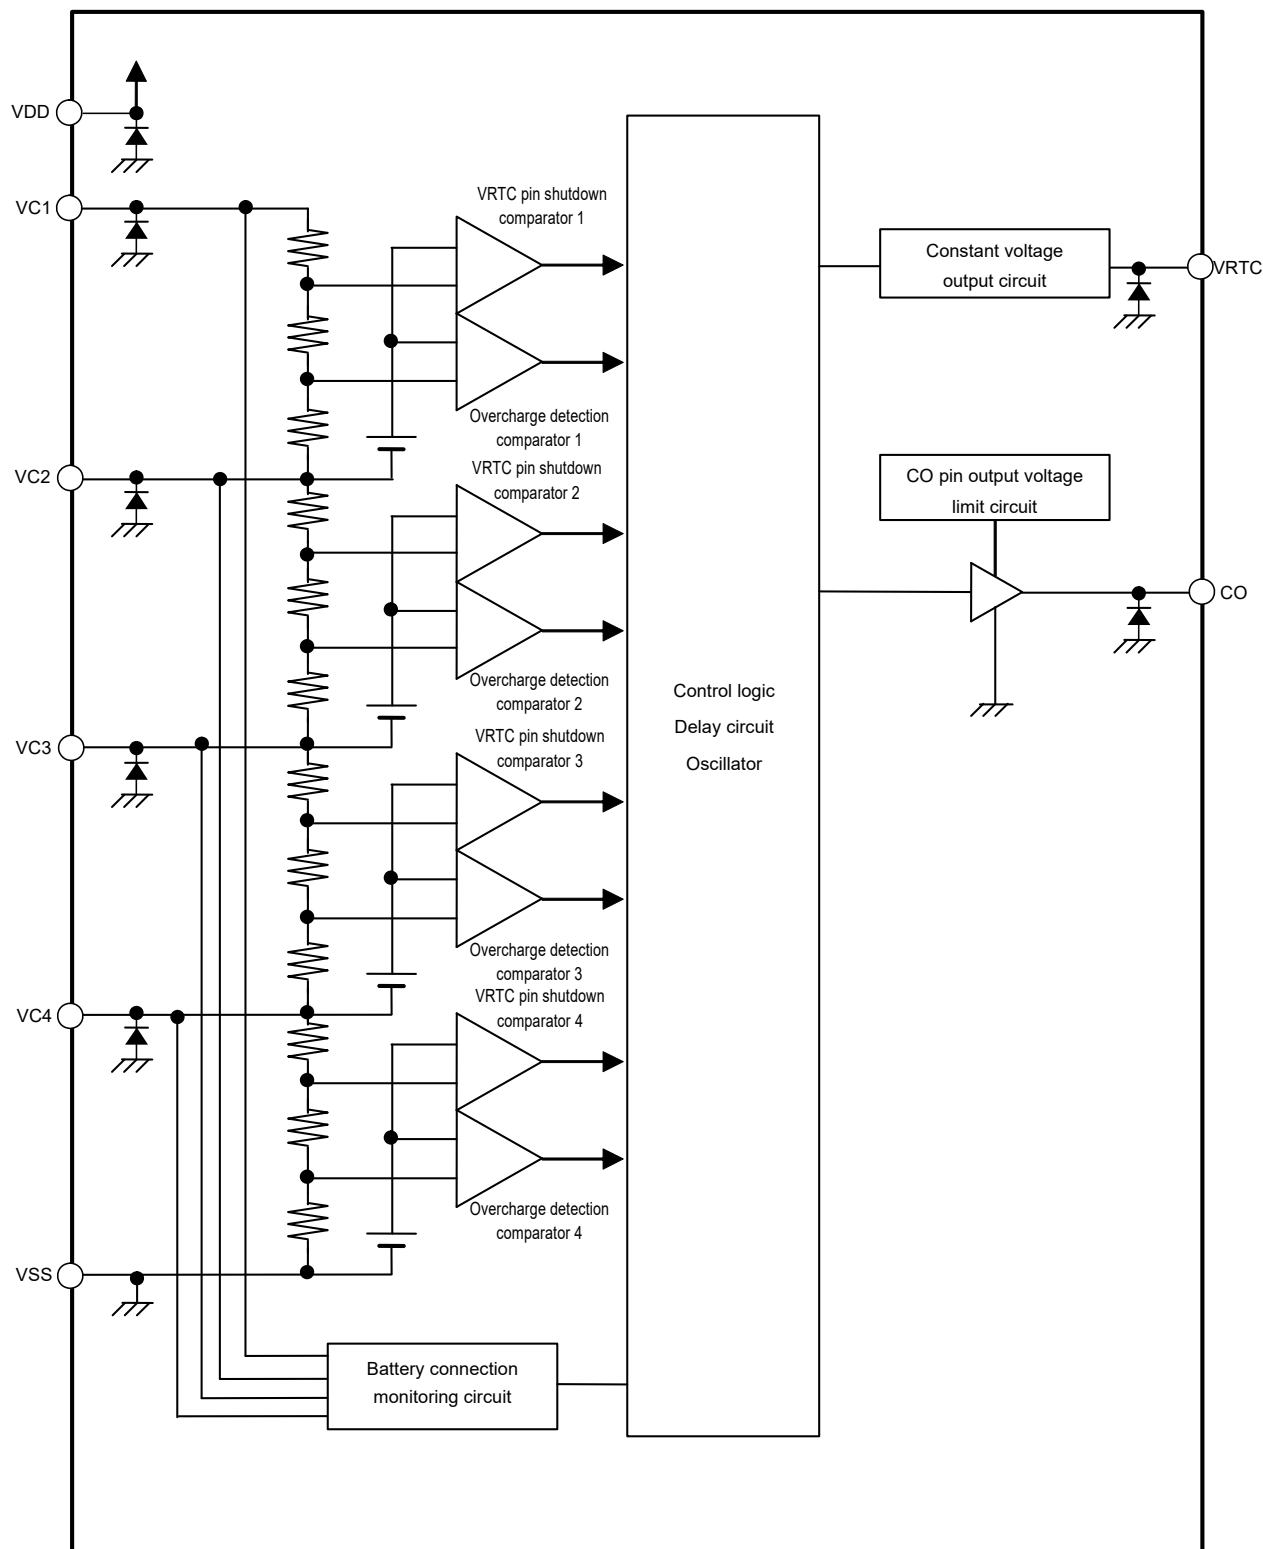 VDD
VC1
VRTC pin shutdown
comparator 1
Constant voltage
output circuit
VRTC
Overcharge detection
comparator 1
VC2
VRTC pin shutdown
comparator 2
CO pin output voltage
limit circuit
CO
Overcharge detection
comparator 2
Control logic
Delay circuit
Oscillator
VC3
VRTC pin shutdown
comparator 3
Overcharge detection
comparator 3
VC4
VRTC pin shutdown
comparator 4
Overcharge detection
comparator 4
VSS
Battery connection
monitoring circuit